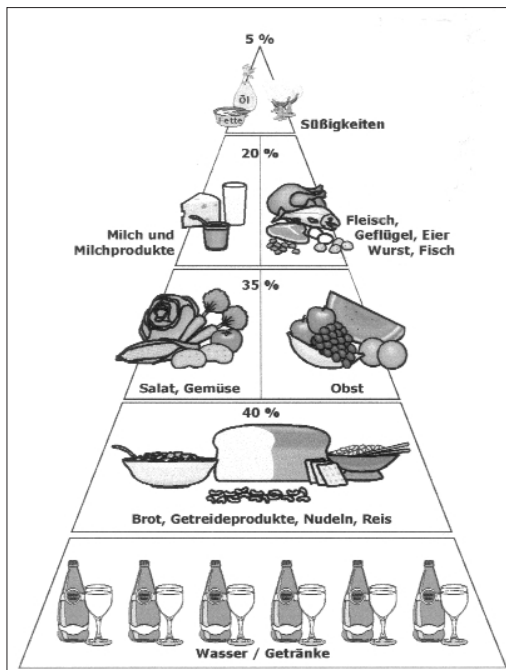 5 %
Öl
Fette
Süßigkeiten
20 %
Milch und
Milchprodukte
Fleisch,
Geflügel, Eier
Wurst, Fisch
35 %
Salat, Gemüse
Obst
40 %
Brot, Getreideprodukte, Nudeln, Reis
Wasser / Getränke